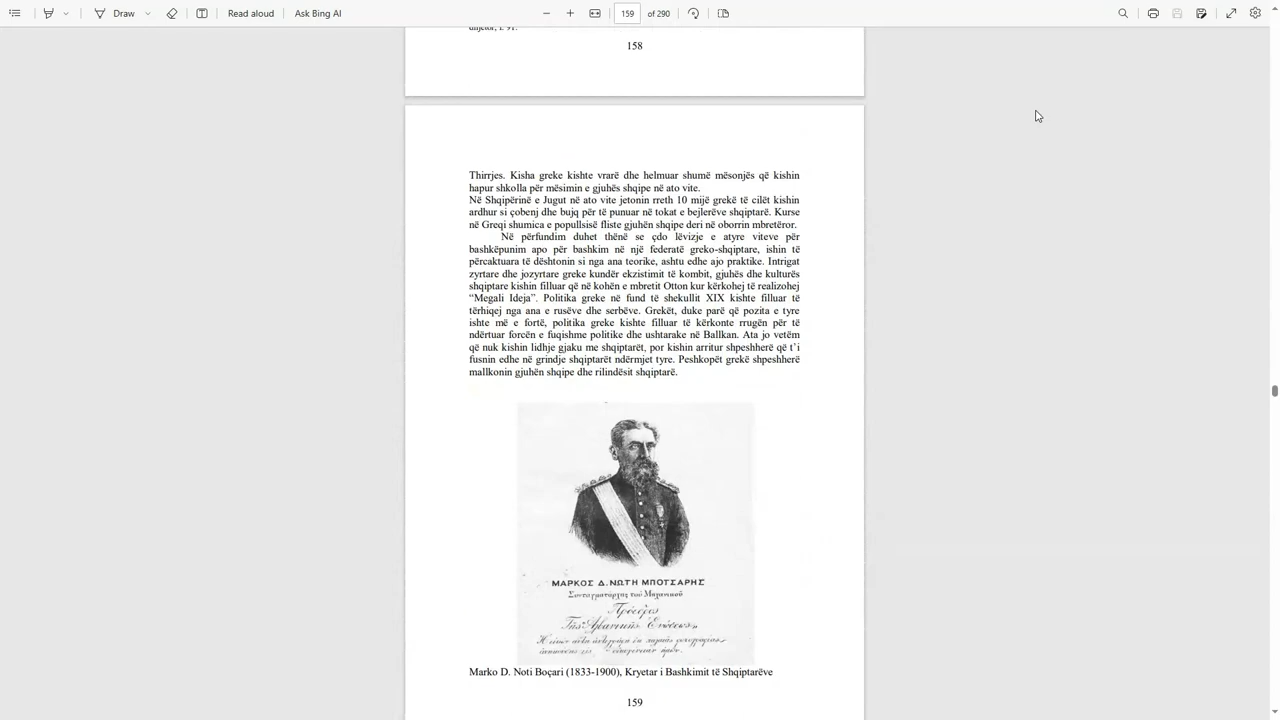 Draw
Read aloud
Ask Bing AI
159 of 290
158
Thirrjes. Kisha greke kishte vrarë dhe helmuar shumë mësonjës që kishin
hapur shkolla për mësimin e gjuhës shqipe në ato vite.
Në Shqipërinë e Jugut në ato vite jetonin rreth 10 mijë grekë të cilët kishin
ardhur si çobenj dhe bujq për të punuar në tokat e bejlerëve shqiptarë. Kurse
në Greqi shumica e popullsisë fliste gjuhën shqipe deri në oborrin mbretëror.
Në përfundim duhet thënë se çdo lëvizje e atyre viteve për
bashkëpunim apo për bashkim në një federatë greko-shqiptare, ishin të
përcaktuara të dështonin si nga ana teorike, ashtu edhe ajo praktike. Intrigat
zyrtare dhe jozyrtare greke kundër ekzistimit të kombit, gjuhës dhe kulturës
shqiptare kishin filluar që në kohën e mbretit Otton kur kërkohej të realizohej
“Megali Ideja”. Politika greke në fund të shekullit XIX kishte filluar të
tërhiqej nga ana e rusëve dhe serbëve. Grekët, duke parë që pozita e tyre
ishte më e fortë, politika greke kishte filluar të kërkonte rrugën për të
ndërtuar forcën e fuqishme politike dhe ushtarake në Ballkan. Ata jo vetëm
që nuk kishin lidhje gjaku me shqiptarët, por kishin arritur shpeshherë që t’i
fusnin edhe në grindje shqiptarët ndërmjet tyre. Peshkopët grekë shpeshherë
mallkonin gjuhën shqipe dhe rilindësit shqiptarë.
ΜΑΡΚΟΣ Δ. ΝΩΤΗ ΜΠΟΤΣΑΡΗΣ
Συνταγματάρχης τοῦ Μηχανικοῦ
Πρόεδρος
Τῆς
Marko D. Noti Boçari (1833-1900), Kryetar i Bashkimit të Shqiptarëve
159